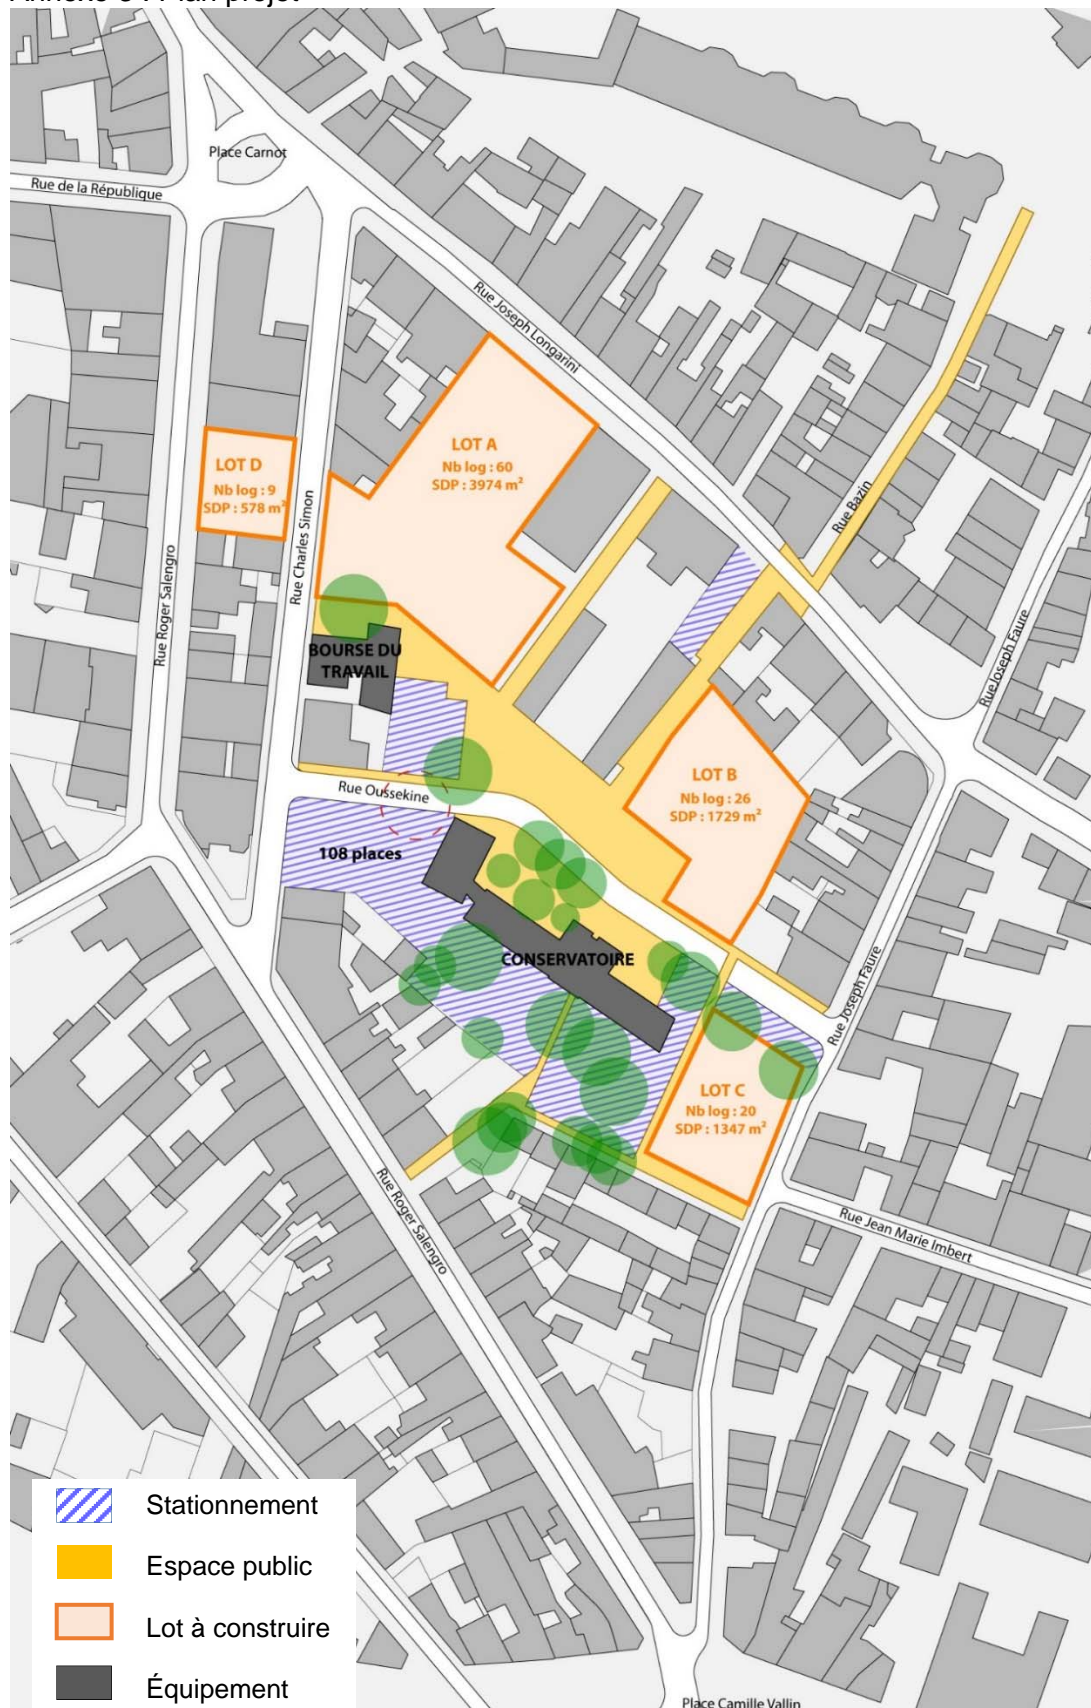 Annexe 3 : Plan projet
Place Carnot
Rue de la République
Rue Joseph Longarini
LOT A
Nb log : 60
SDP : 3974 m²
LOT D
Nb log : 9
SDP : 578 m²
Rue Bazin
Rue Charles Simon
Rue Roger Salengro
BOURSE DU
TRAVAIL
Rue Joseph Faure
LOT B
Nb log : 26
SDP : 1729 m²
Rue Oussekine
108 places
CONSERVATOIRE
Rue Joseph Faure
LOT C
Nb log : 20
SDP : 1347 m²
Rue Roger Salengro
Rue Jean Marie Imbert
Stationnement
Espace public
Lot à construire
Équipement
Place Camille Vallin